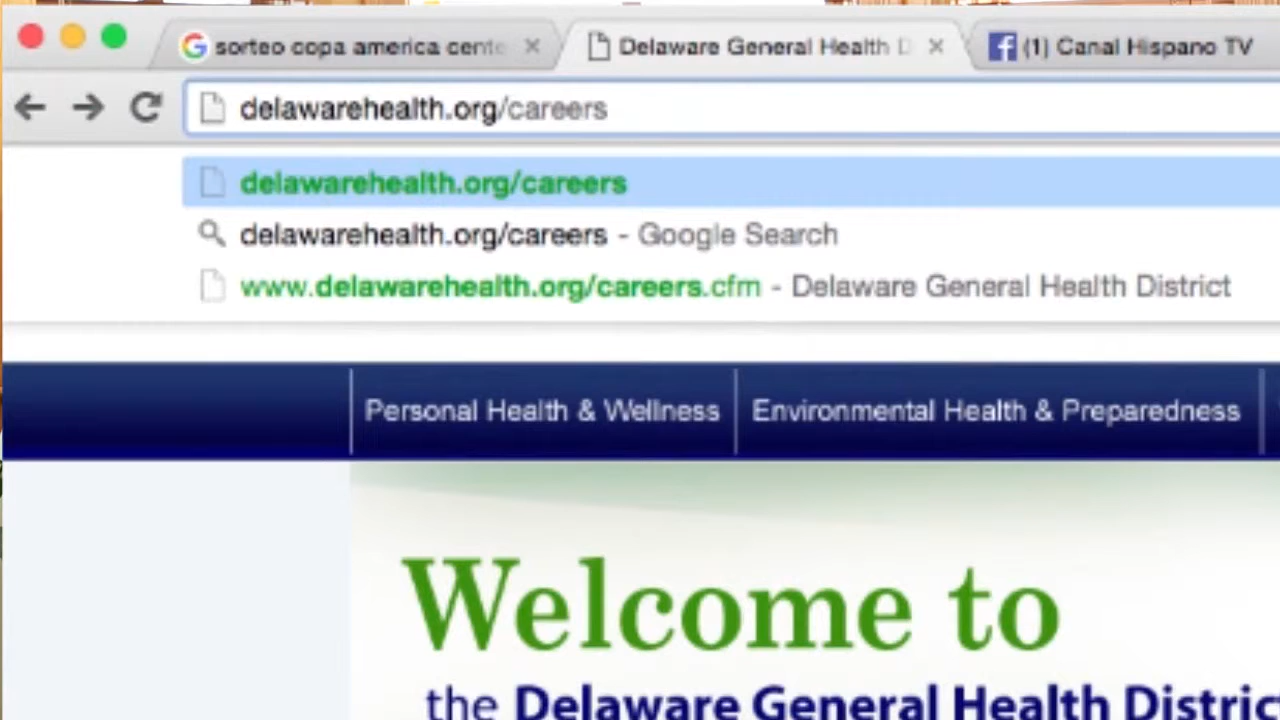 sorteo copa america cente
Delaware General Health D
(1) Canal Hispano TV
delawarehealth.org/careers
delawarehealth.org/careers
delawarehealth.org/careers - Google Search
www.delawarehealth.org/careers.cfm - Delaware General Health District
Personal Health & Wellness
Environmental Health & Preparedness
Welcome to
the Delaware General Health Distric